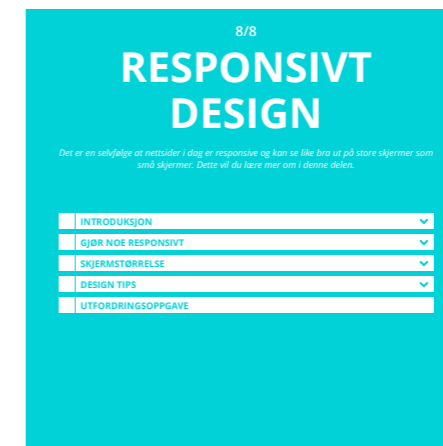 8/8
RESPONSIVT
DESIGN
Det er en selvfølge at nettsider i dag er responsive og kan se like bra ut på store skjermer som
små skjermer. Dette vil du lære mer om i denne delen.
INTRODUKSJON
GJØR NOE RESPONSIVT
SKJERMSTØRRELSE
DESIGN TIPS
UTFORDRINGSOPPGAVE